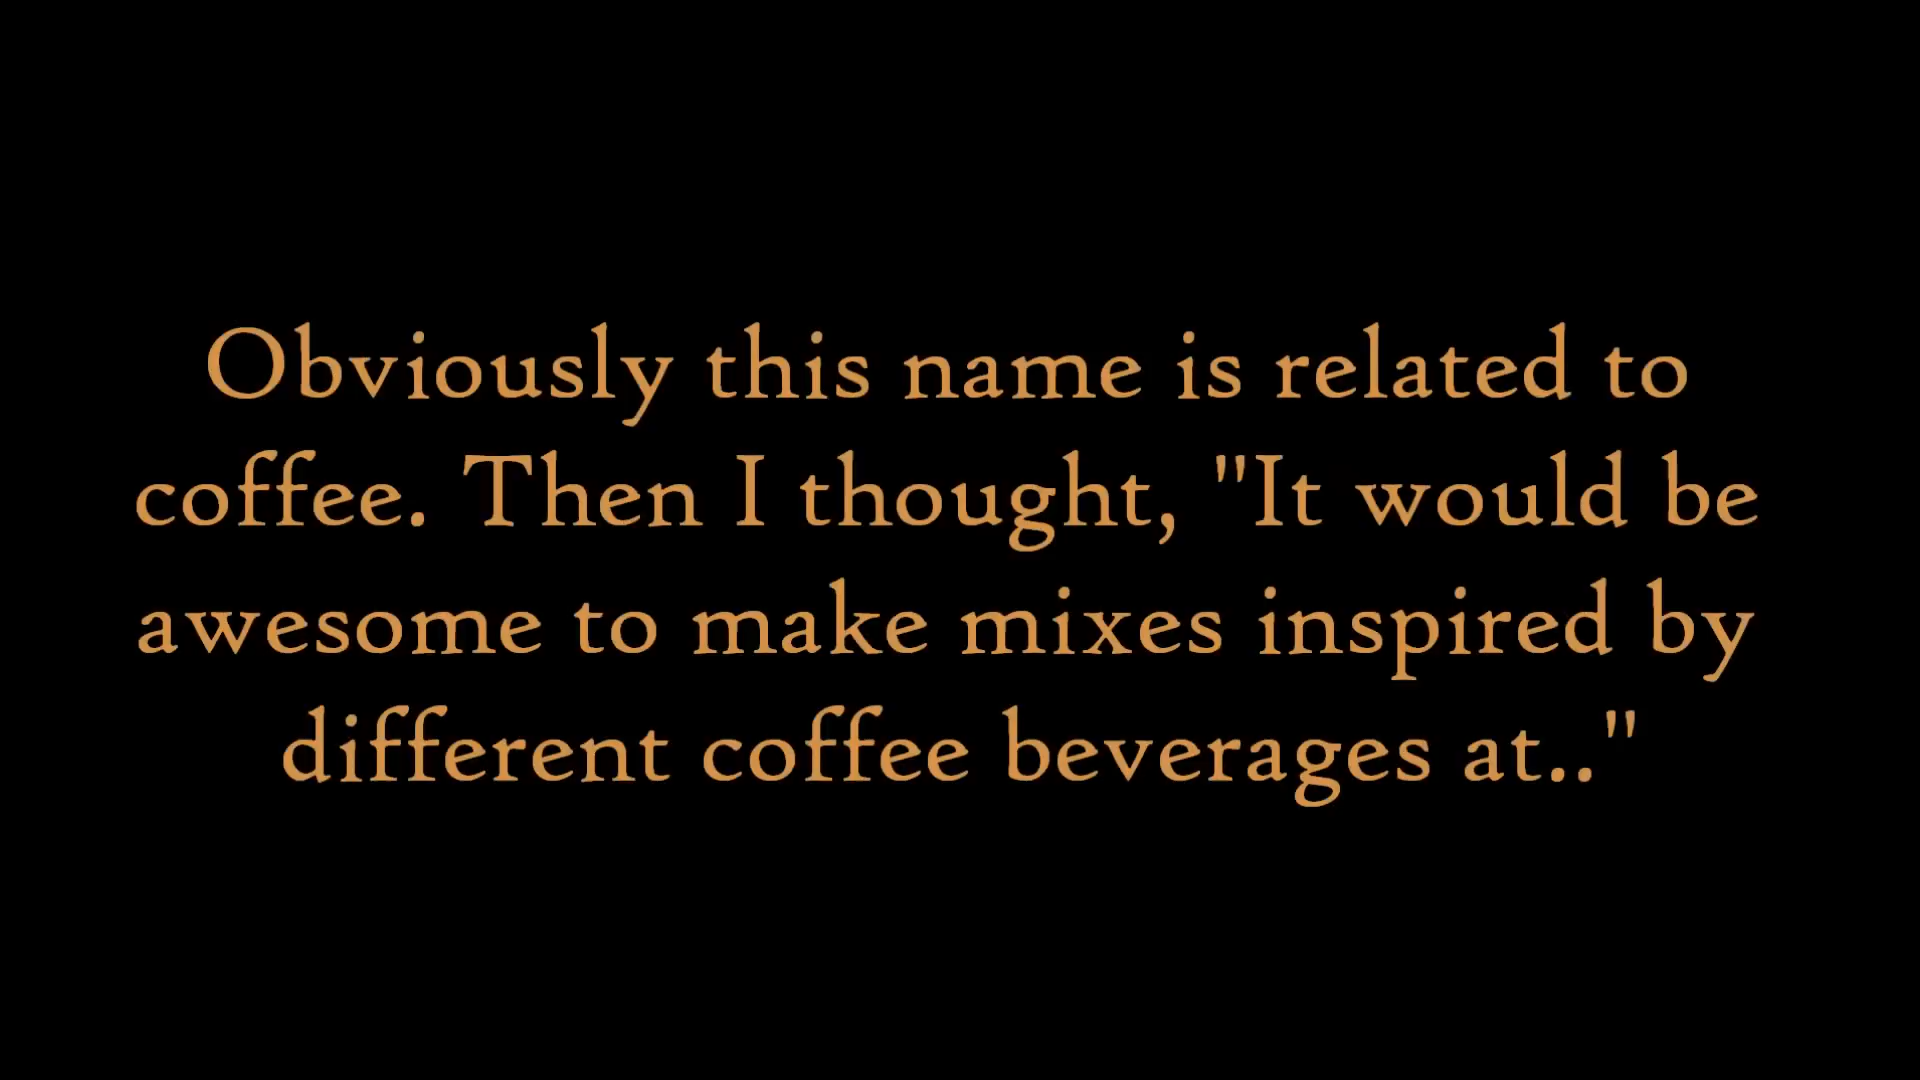 Obviously this name is related to
coffee. Then I thought, "It would be
awesome to make mixes inspired by
different coffee beverages at.."